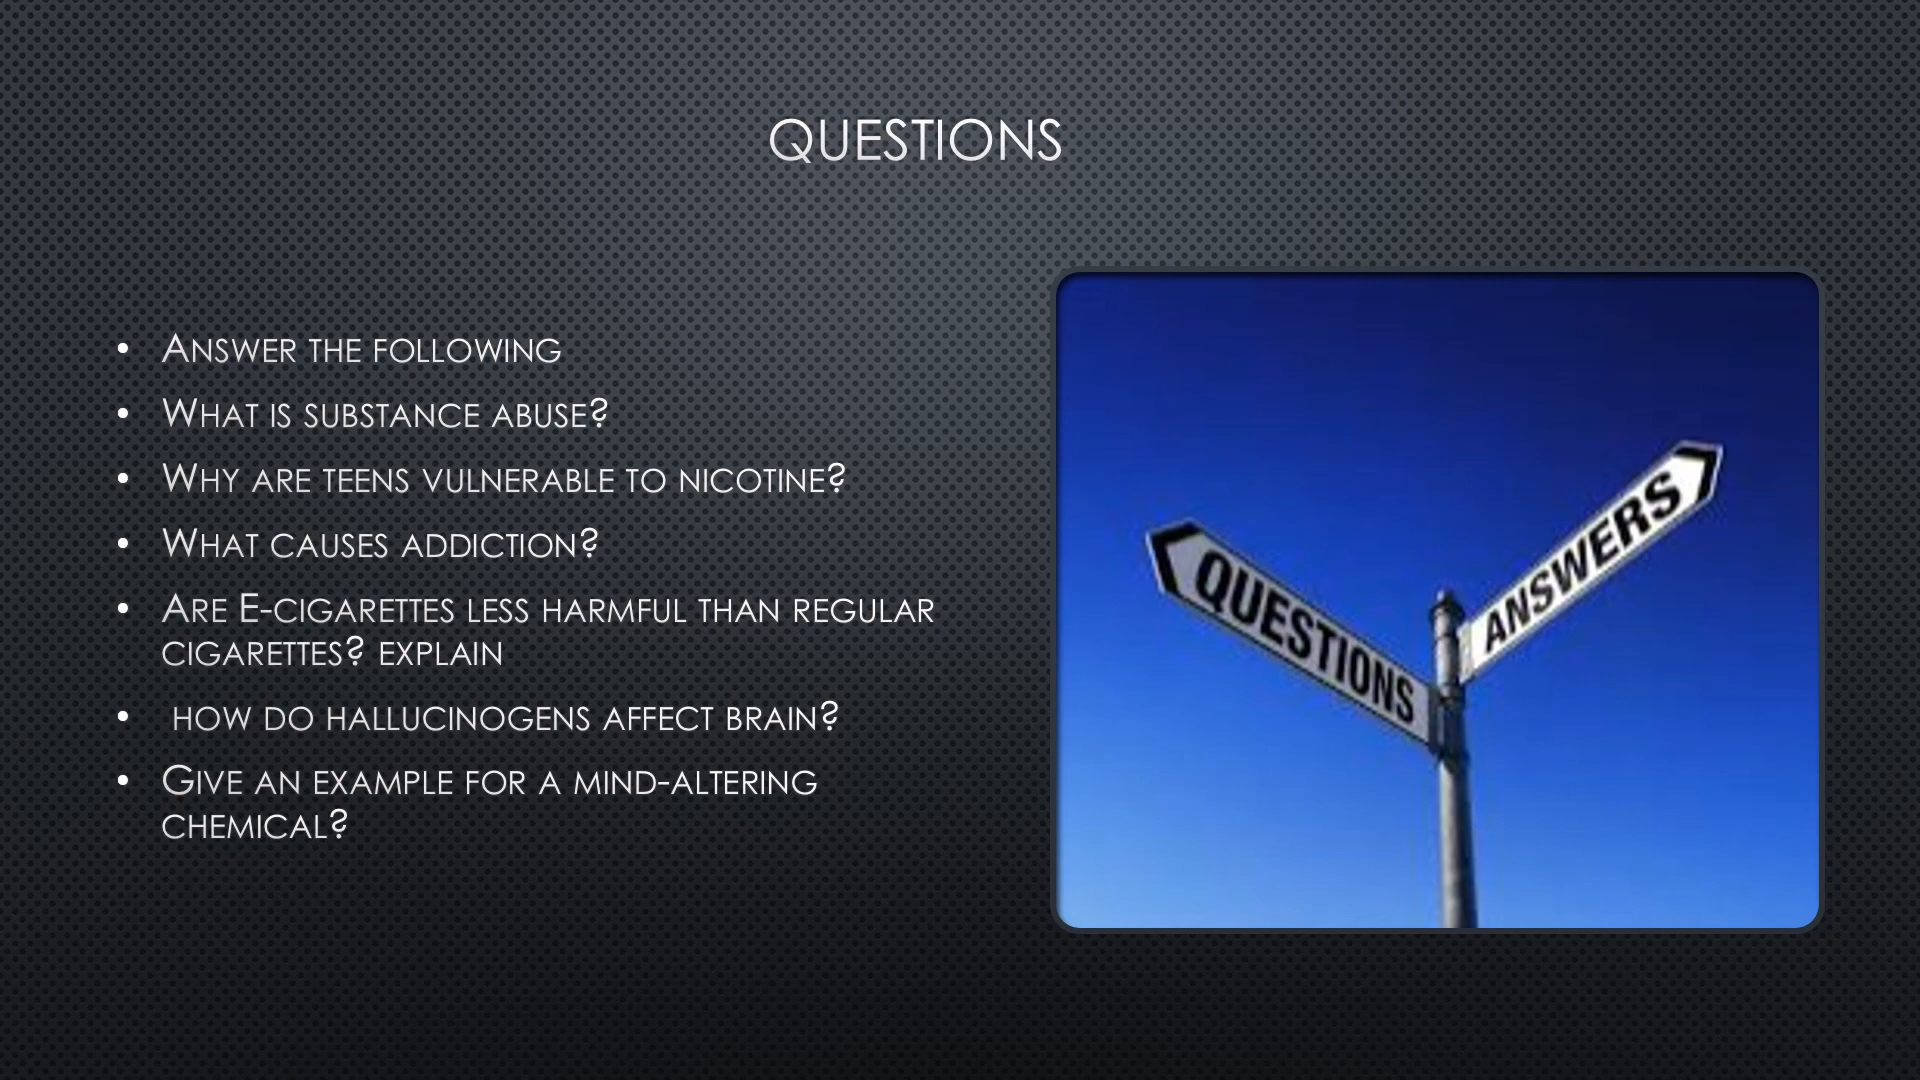 QUESTIONS
• ANSWER THE FOLLOWING
• WHAT IS SUBSTANCE ABUSE?
• WHY ARE TEENS VULNERABLE TO NICOTINE?
• WHAT CAUSES ADDICTION?
• ARE E-CIGARETTES LESS HARMFUL THAN REGULAR
CIGARETTES? EXPLAIN
• HOW DO HALLUCINOGENS AFFECT BRAIN?
• GIVE AN EXAMPLE FOR A MIND-ALTERING
CHEMICAL?
QUESTIONS
ANSWERS